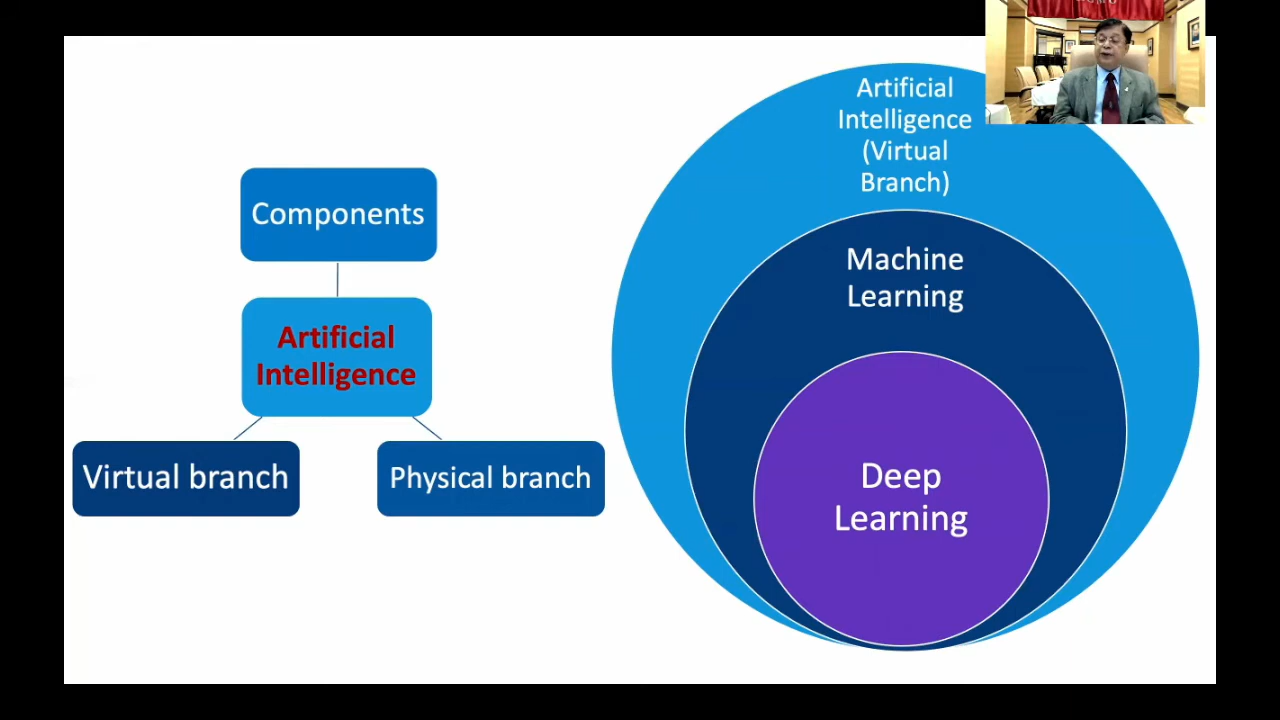 Components
Artificial
Intelligence
Virtual branch
Physical branch
Artificial
Intelligence
(Virtual
Branch)
Machine
Learning
Deep
Learning